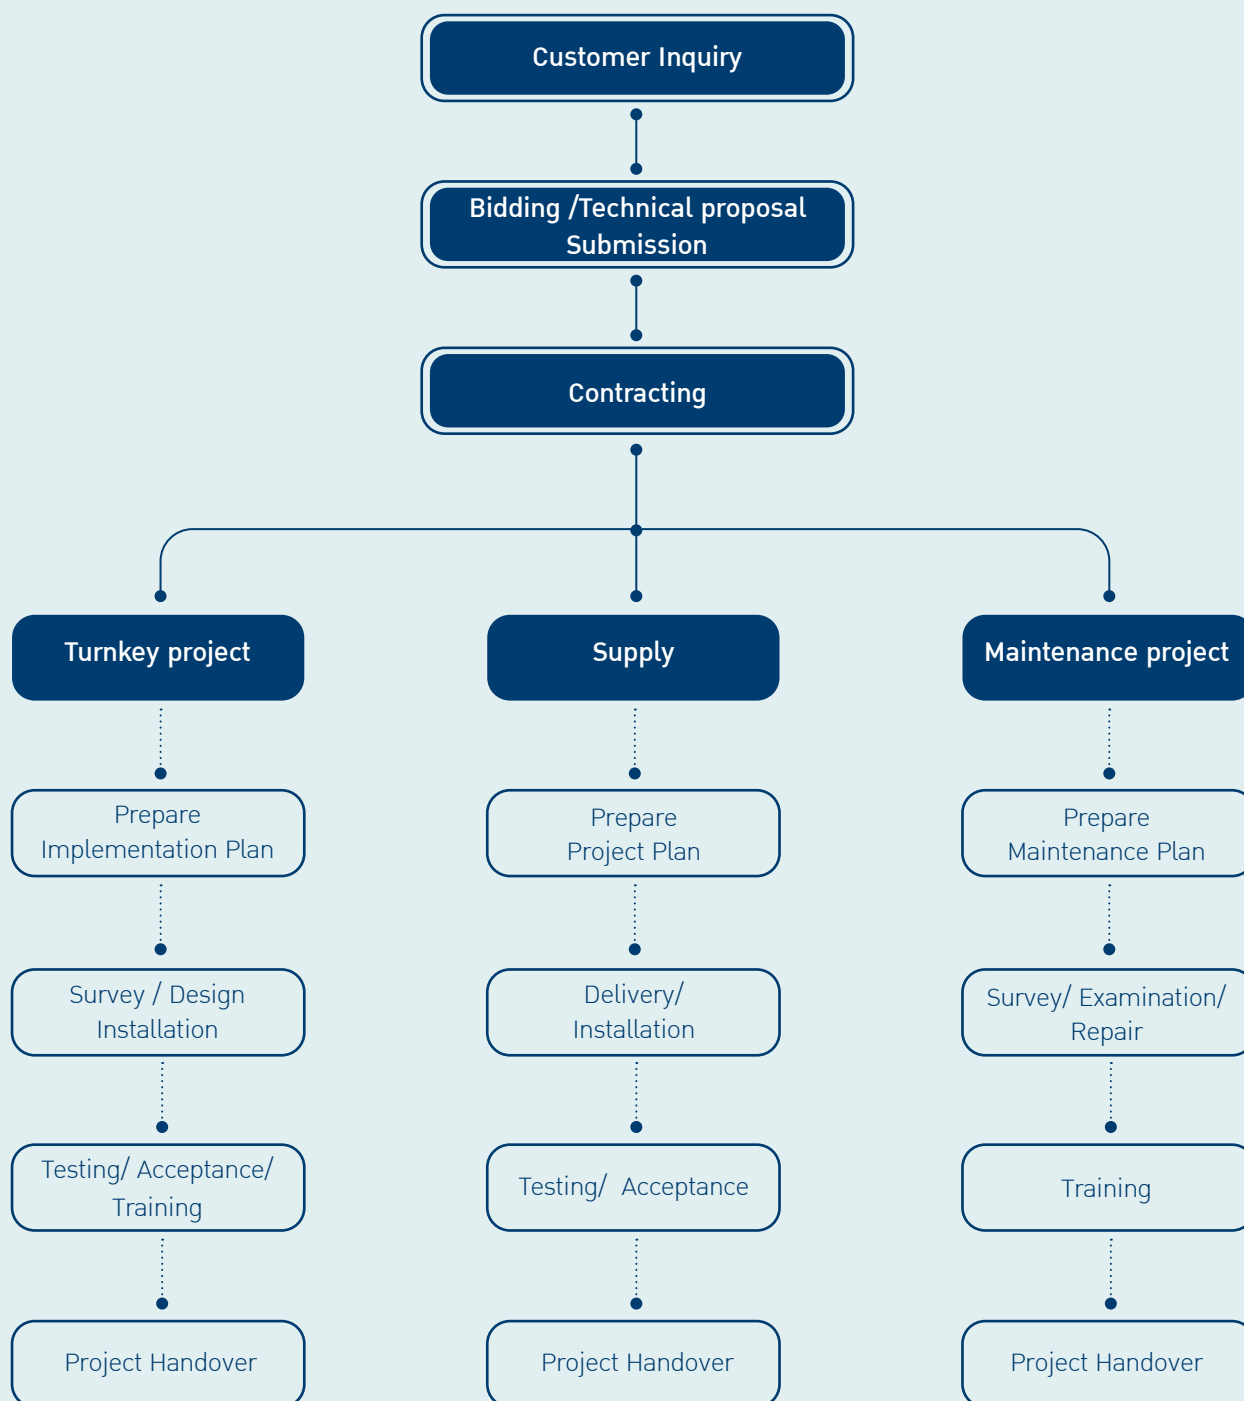 Customer Inquiry
Bidding /Technical proposal
Submission
Contracting
Turnkey project
Supply
Maintenance project
Prepare
Implementation Plan
Prepare
Project Plan
Prepare
Maintenance Plan
Survey / Design
Installation
Delivery/
Installation
Survey/ Examination/
Repair
Testing/ Acceptance/
Training
Testing/ Acceptance
Training
Project Handover
Project Handover
Project Handover